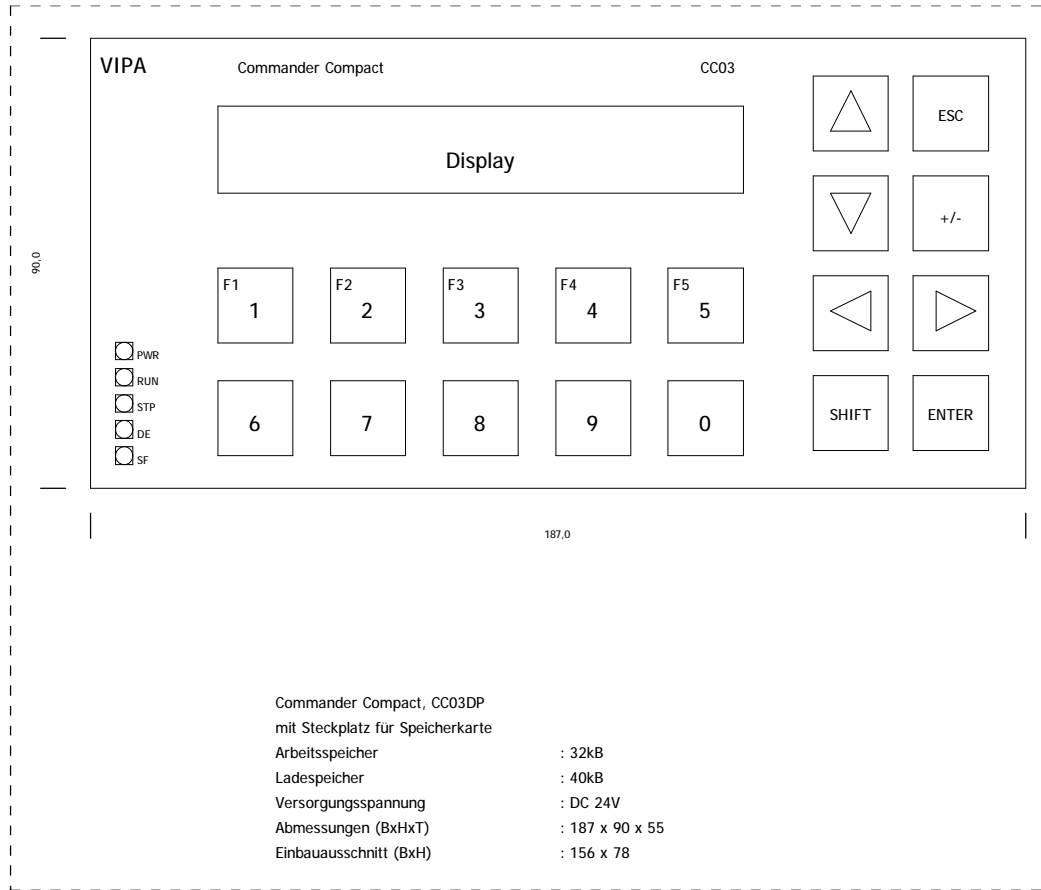 VIPA Commander Compact CC03
Display
ESC
+/-
90,0
F1 F2 F3 F4 F5
1 2 3 4 5
PWR
RUN
STP
DE
SF
6 7 8 9 0
SHIFT ENTER
187,0
Commander Compact, CC03DP
mit Steckplatz für Speicherkarte
Arbeitsspeicher : 32kB
Ladespeicher : 40kB
Versorgungsspannung : DC 24V
Abmessungen (BxHxT) : 187 x 90 x 55
Einbauausschnitt (BxH) : 156 x 78